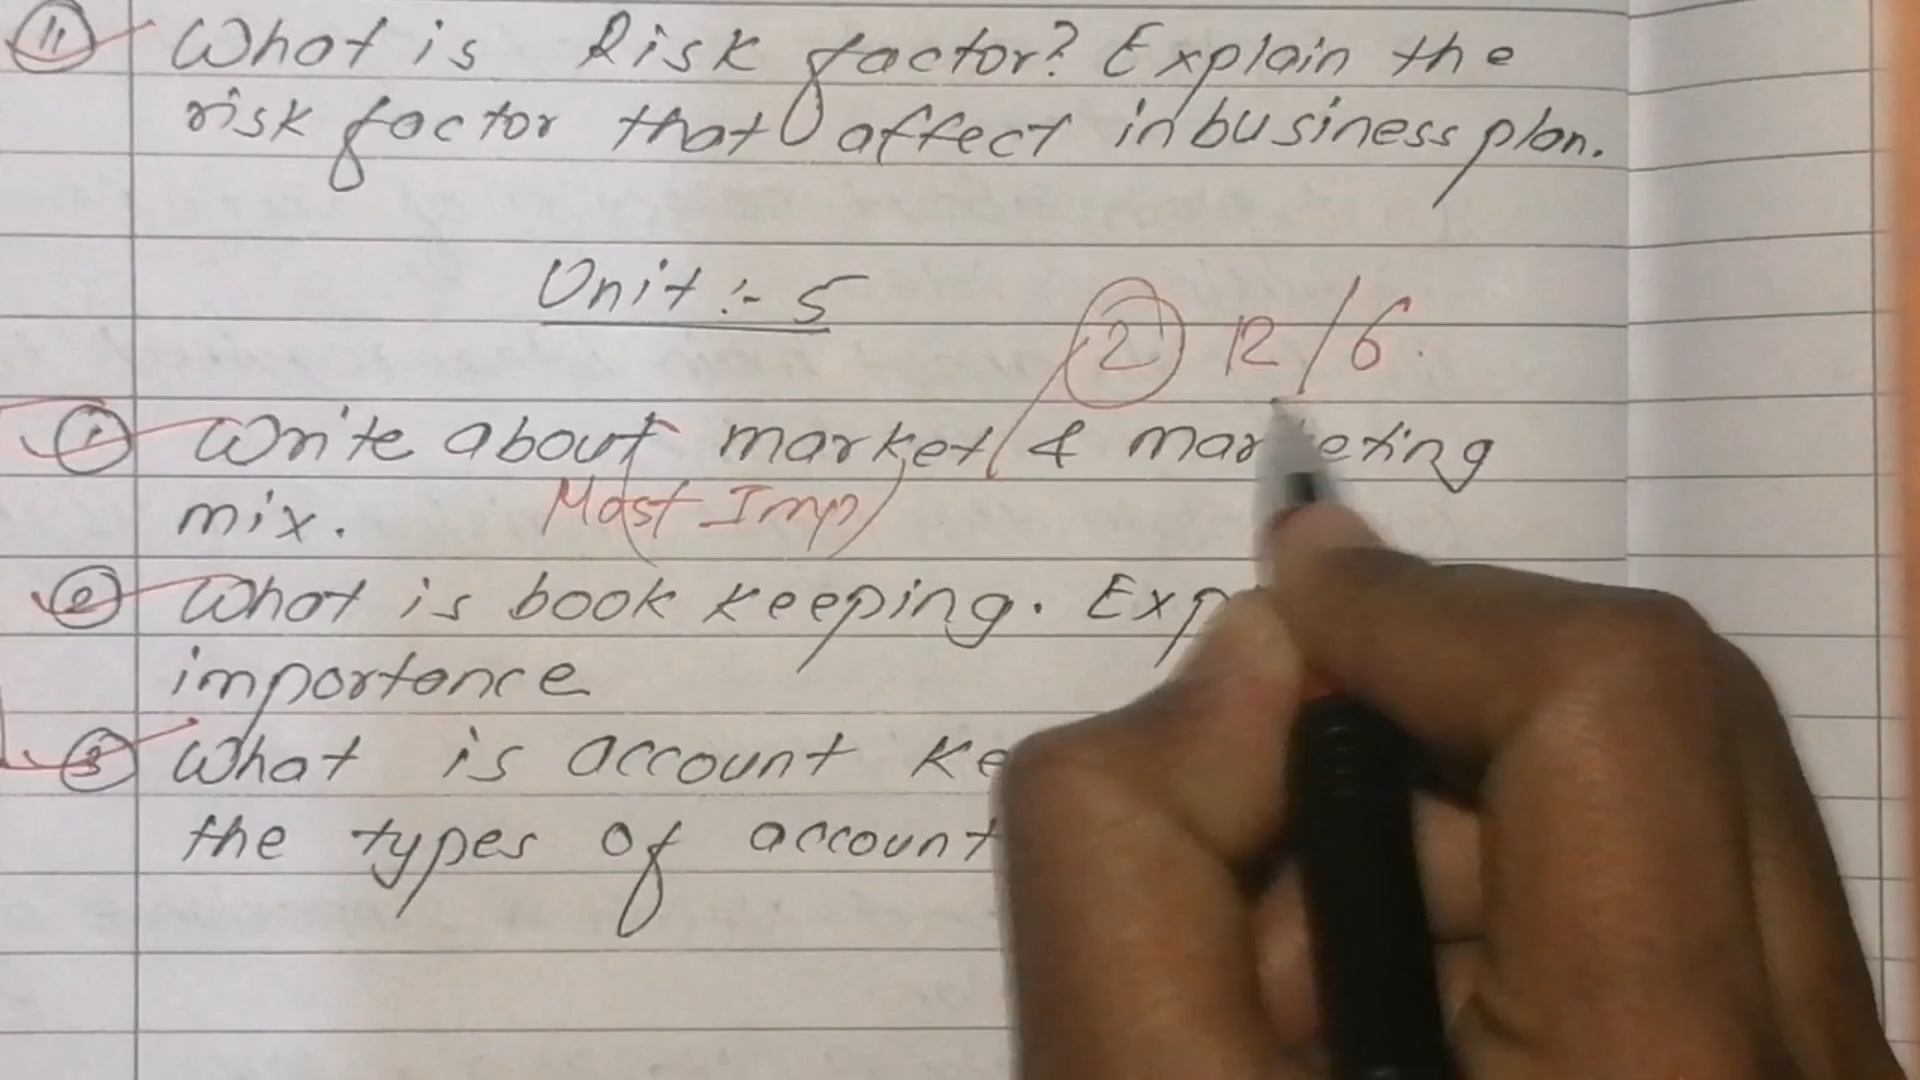 11 What is Risk factor? Explain the
risk factor that affect in business plan.
Unit :- 5
2 12/6
1 Write about market & marketing
mix. Most Imp
2 What is book keeping.
importance
3 What is account
the types of account